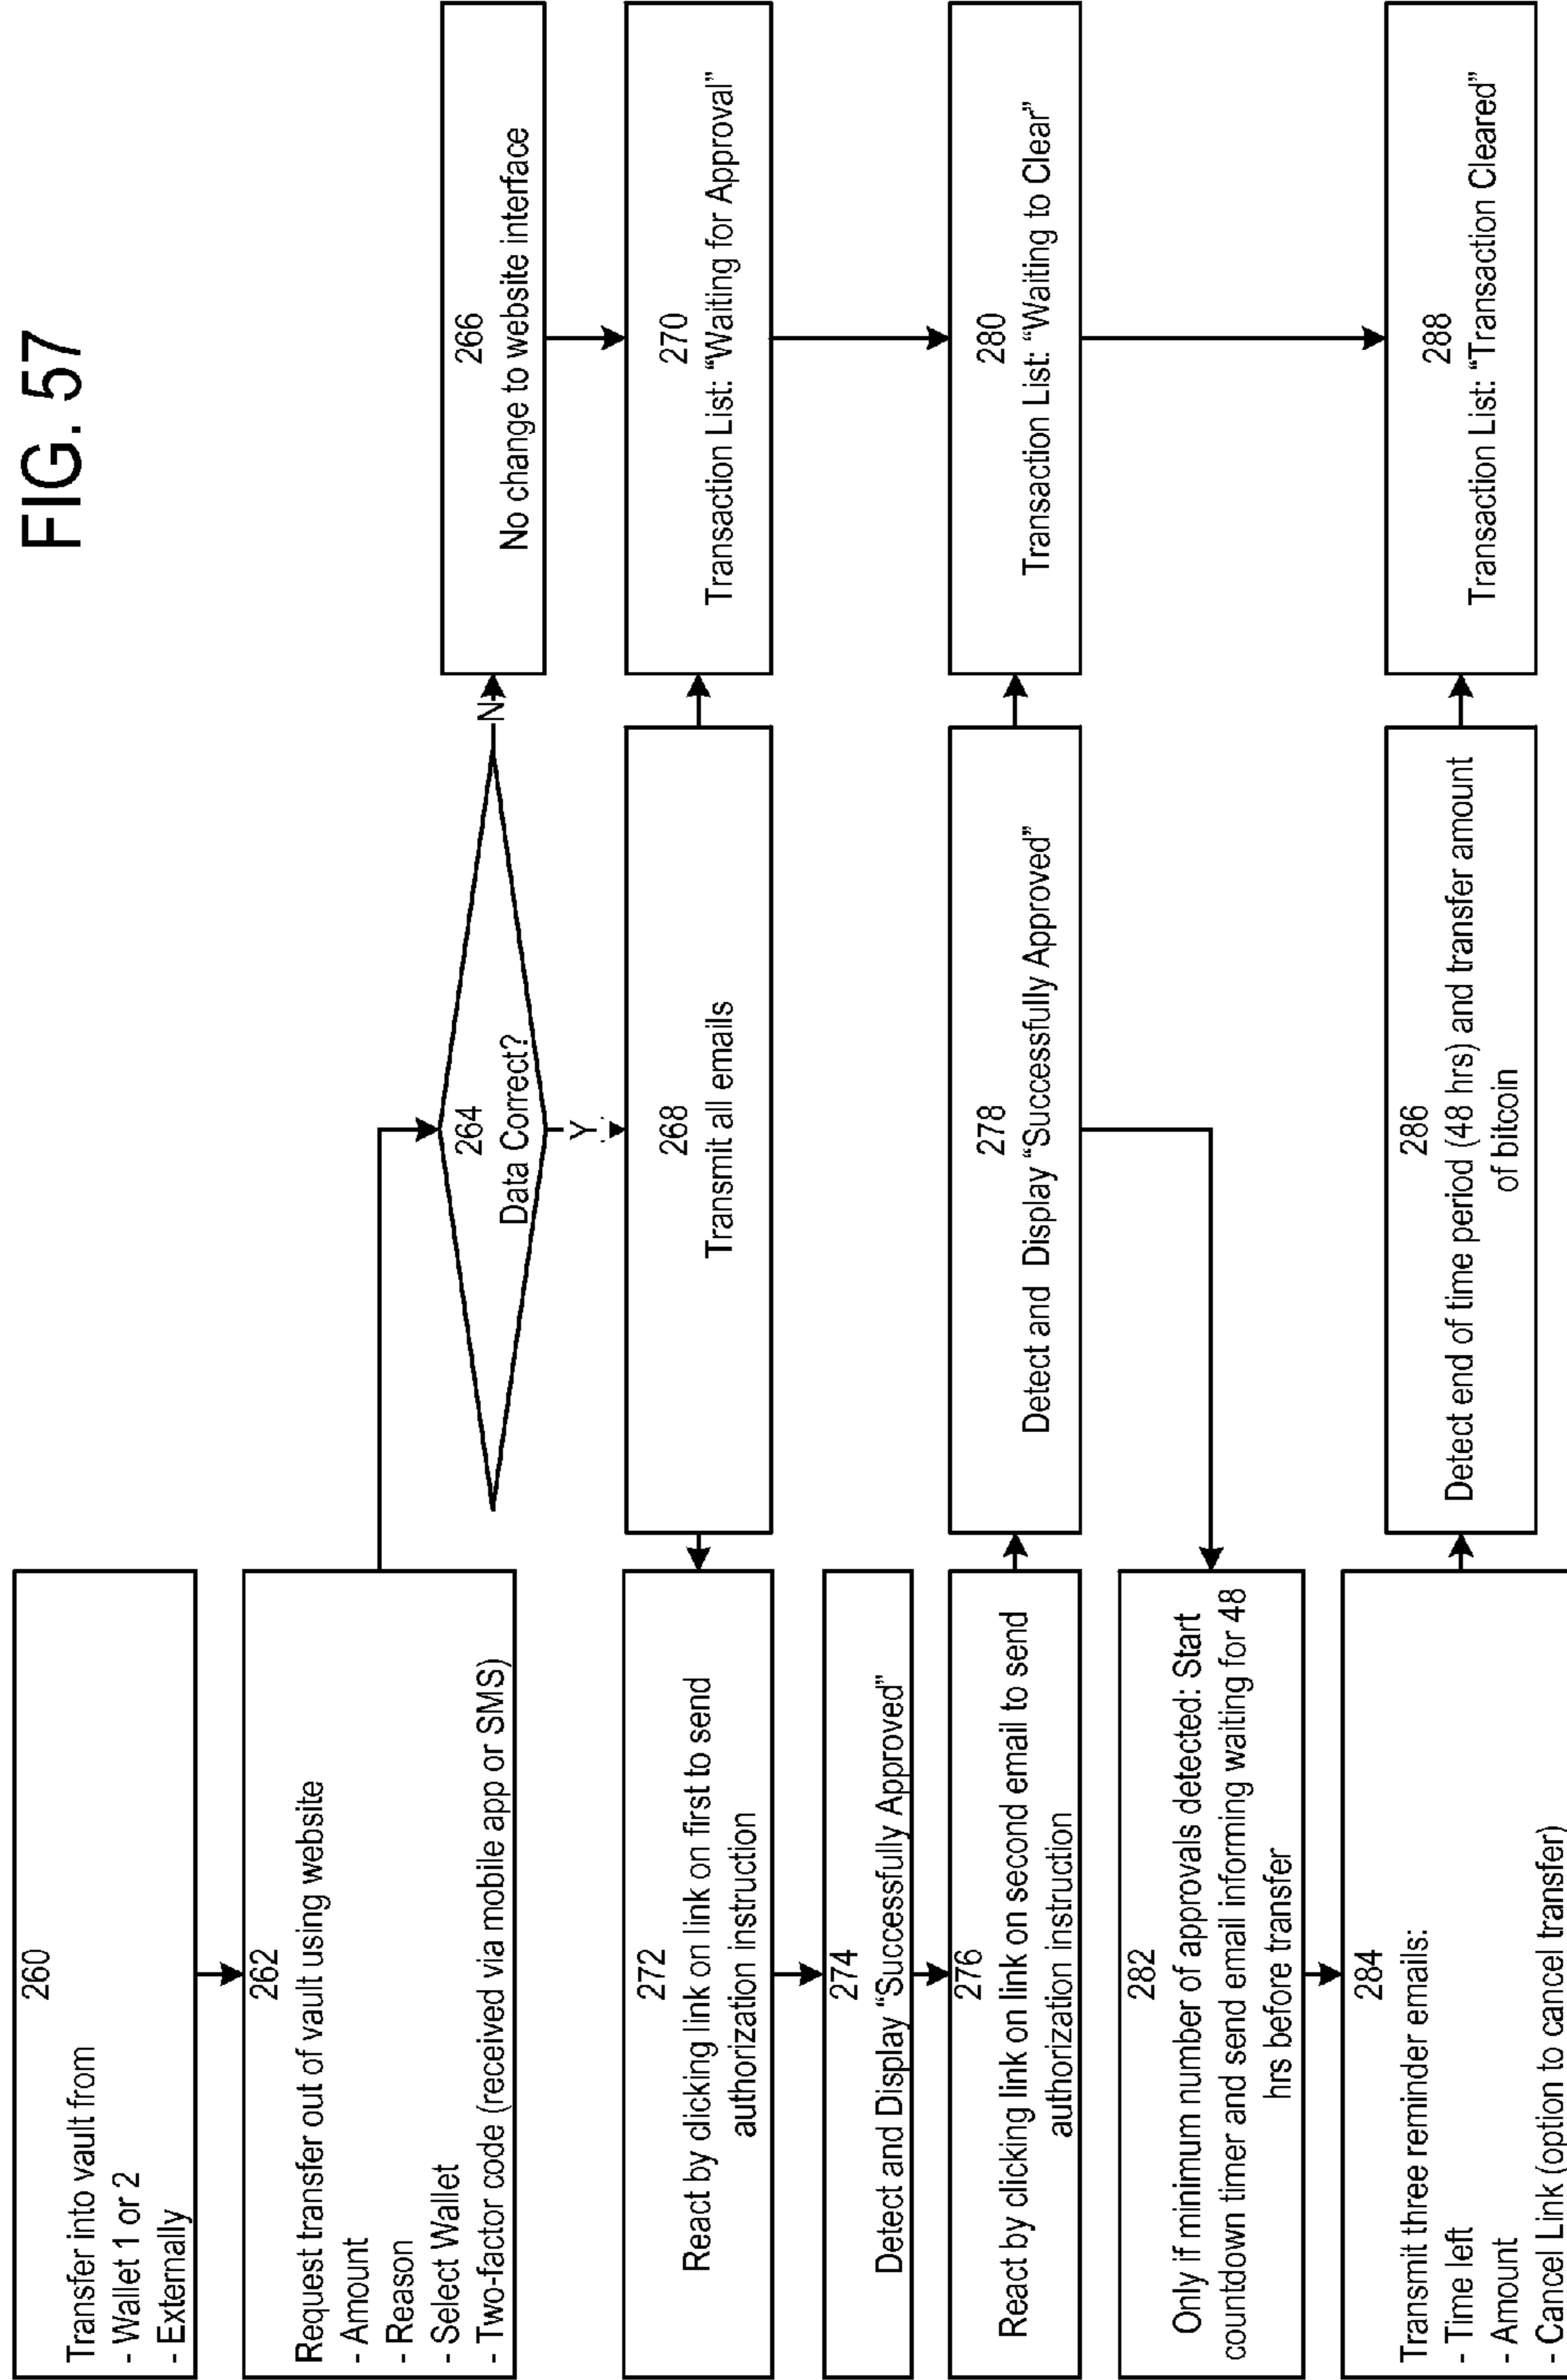 FIG. 57
260
Transfer into vault from
- Wallet 1 or 2
- Externally
262
Request transfer out of vault using website
- Amount
- Reason
- Select Wallet
- Two-factor code (received via mobile app or SMS)
264
Data Correct?
N
Y
266
No change to website interface
268
Transmit all emails
270
Transaction List: “Waiting for Approval”
272
React by clicking link on link on first to send
authorization instruction
274
Detect and Display “Successfully Approved”
276
React by clicking link on link on second email to send
authorization instruction
278
Detect and Display “Successfully Approved”
280
Transaction List: “Waiting to Clear”
282
Only if minimum number of approvals detected: Start
countdown timer and send email informing waiting for 48
hrs before transfer
284
Transmit three reminder emails:
- Time left
- Amount
- Cancel Link (option to cancel transfer)
286
Detect end of time period (48 hrs) and transfer amount
of bitcoin
288
Transaction List: “Transaction Cleared”